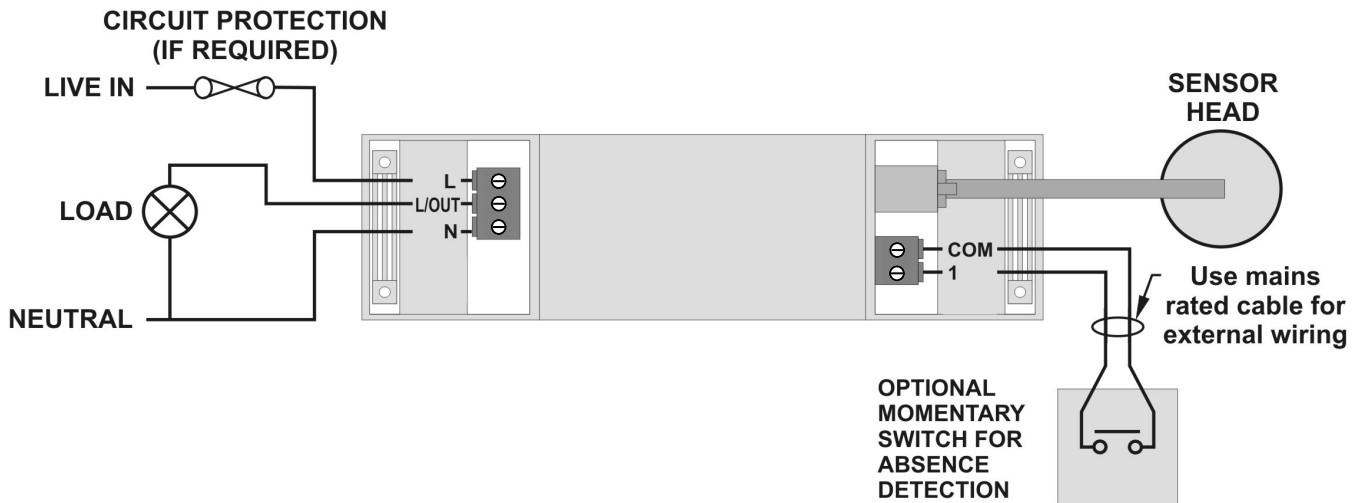 CIRCUIT PROTECTION
(IF REQUIRED)
LIVE IN
LOAD
NEUTRAL
L
L/OUT
N
SENSOR
HEAD
COM
1
Use mains
rated cable for
external wiring
OPTIONAL
MOMENTARY
SWITCH FOR
ABSENCE
DETECTION